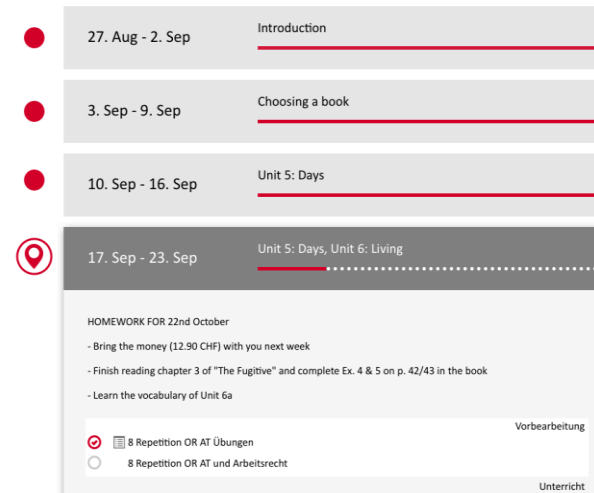 27. Aug - 2. Sep
Introduction
3. Sep - 9. Sep
Choosing a book
10. Sep - 16. Sep
Unit 5: Days
17. Sep - 23. Sep
Unit 5: Days, Unit 6: Living
HOMEWORK FOR 22nd October
- Bring the money (12.90 CHF) with you next week
- Finish reading chapter 3 of "The Fugitive" and complete Ex. 4 & 5 on p. 42/43 in the book
- Learn the vocabulary of Unit 6a
Vorbearbeitung
8 Repetition OR AT Übungen
8 Repetition OR AT und Arbeitsrecht
Unterricht